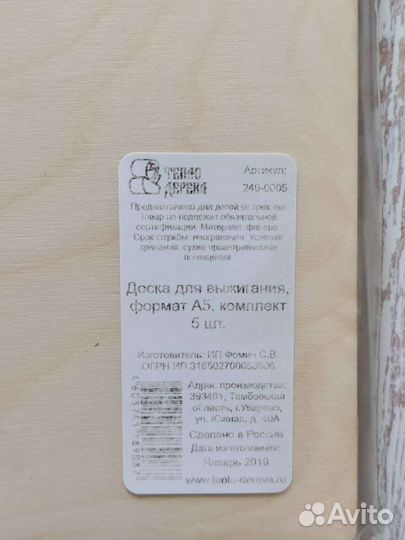 ТЕПЛО
ДЕРЕВА
Артикул:
249-0005
Предназначено для детей от трех лет
Товар не подлежит обязательной
сертификации. Материал: фанера.
Срок службы: неограничен. Условия
хранения: сухие проветриваемые
помещения
Доска для выжигания,
формат А5, комплект
5 шт.
Изготовитель: ИП Фомин С.В.
ОГРН ИП
Адрес производства:
393461, Тамбовская
область, г.Уварово,
ул. Южная, д. 40А
Сделано в России
Дата изготовления:
Январь 2019
www.teplo-dereva.ru
Avito